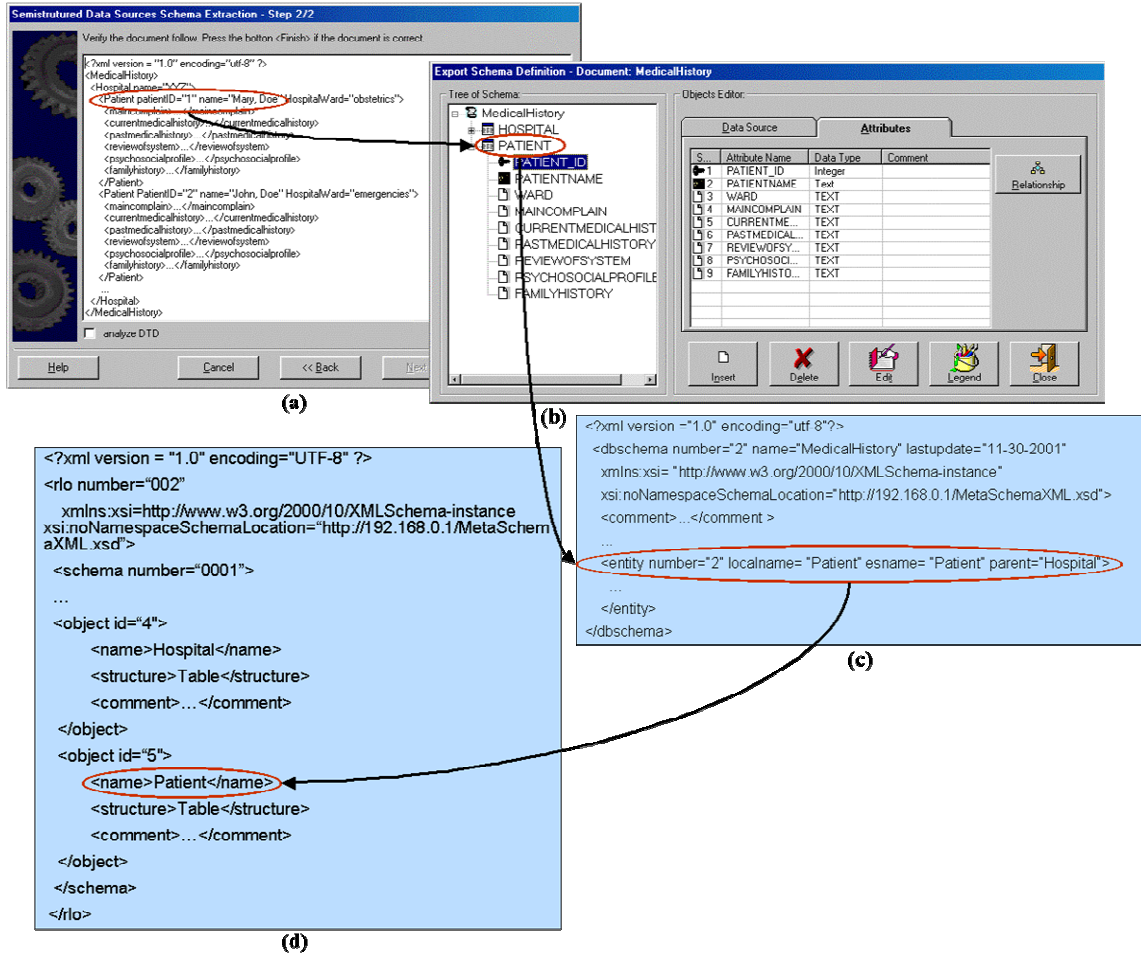 Semistrutured Data Sources Schema Extraction - Step 2/2
Verify the document follow. Press the botton <Finish> if the document is correct.
<?xml version = "1.0" encoding="utf-8" ?>
<MedicalHistory>
<Hospital name="XYZ">
<Patient patientID="1" name="Mary, Doe" HospitalWard="obstetrics">
<maincomplain>...</maincomplain>
<currentmedicalhistory>...</currentmedicalhistory>
<pastmedicalhistory>...</pastmedicalhistory>
<reviewofsystem>...</reviewofsystem>
<psychosocialprofile>...</psychosocialprofile>
<familyhistory>...</familyhistory>
</Patient>
<Patient PatientID="2" name="John, Doe" HospitalWard="emergencies">
<maincomplain>...</maincomplain>
<currentmedicalhistory>...</currentmedicalhistory>
<pastmedicalhistory>...</pastmedicalhistory>
<reviewofsystem>...</reviewofsystem>
<psychosocialprofile>...</psychosocialprofile>
<familyhistory>...</familyhistory>
</Patient>
...
</Hospital>
</MedicalHistory>
analyze DTD
Help
Cancel
<< Back
Next
(a)
Export Schema Definition - Document: MedicalHistory
Tree of Schema:
MedicalHistory
HOSPITAL
PATIENT
PATIENT_ID
PATIENTNAME
WARD
MAINCOMPLAIN
CURRENTMEDICALHIST
PASTMEDICALHISTORY
REVIEWOFSYSTEM
PSYCHOSOCIALPROFILE
FAMILYHISTORY
Objects Editor:
Data Source
Attributes
S... Attribute Name Data Type Comment
1 PATIENT_ID Integer
2 PATIENTNAME Text
3 WARD TEXT
4 MAINCOMPLAIN TEXT
5 CURRENTME... TEXT
6 PASTMEDICAL... TEXT
7 REVIEWOFSY... TEXT
8 PSYCHOSOCI... TEXT
9 FAMILYHISTO... TEXT
Relationship
Insert
Delete
Edit
Legend
Close
(b)
<?xml version ="1.0" encoding="utf-8"?>
<dbschema number="2" name="MedicalHistory" lastupdate="11-30-2001"
xmlns:xsi= "http://www.w3.org/2000/10/XMLSchema-instance"
xsi:noNamespaceSchemaLocation="http://192.168.0.1/MetaSchemaXML.xsd">
<comment>...</comment >
...
<entity number="2" localname= "Patient" esname= "Patient" parent="Hospital">
...
</entity>
</dbschema>
(c)
<?xml version = "1.0" encoding="UTF-8" ?>
<rlo number=“002”
xmlns:xsi=http://www.w3.org/2000/10/XMLSchema-instance
xsi:noNamespaceSchemaLocation=“http://192.168.0.1/MetaSchem
aXML.xsd”>
<schema number=“0001”>
…
<object id=“4”>
<name>Hospital</name>
<structure>Table</structure>
<comment>…</comment>
</object>
<object id=“5”>
<name>Patient</name>
<structure>Table</structure>
<comment>…</comment>
</object>
</schema>
</rlo>
(d)